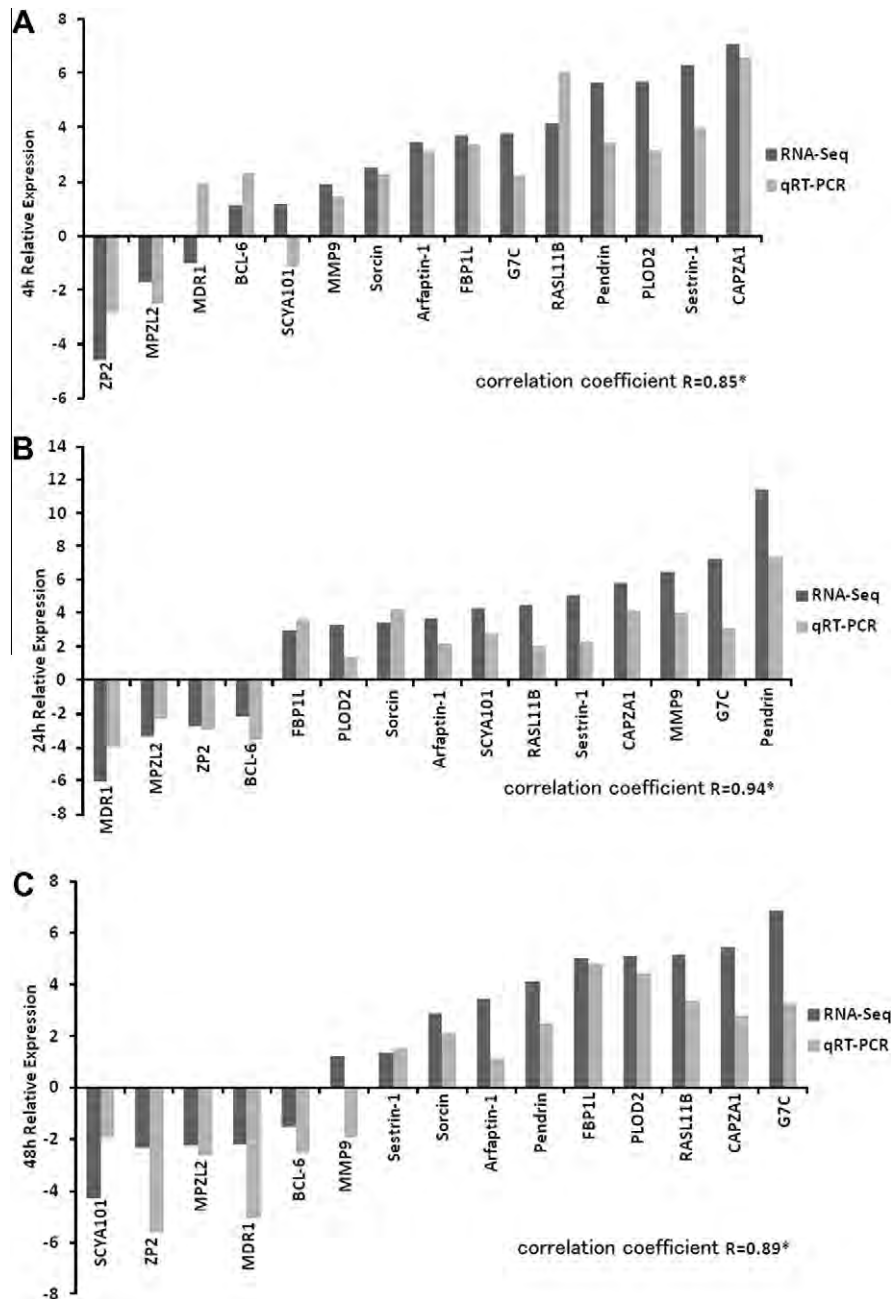 A
4h Relative Expression
8
6
4
2
0
-2
-4
-6
ZP2
MPZL2
MDR1
BCL-6
SCYA101
MMP9
Sorcin
Arfaptin-1
FBP1L
G7C
RASL11B
Pendrin
PLOD2
Sestrin-1
CAPZA1
RNA-Seq
qRT-PCR
correlation coefficient R=0.85*
B
24h Relative Expression
14
12
10
8
6
4
2
0
-2
-4
-6
-8
MDR1
MPZL2
ZP2
BCL-6
FBP1L
PLOD2
Sorcin
Arfaptin-1
SCYA101
RASL11B
Sestrin-1
CAPZA1
MMP9
G7C
Pendrin
RNA-Seq
qRT-PCR
correlation coefficient R=0.94*
C
48h Relative Expression
8
6
4
2
0
-2
-4
-6
-8
SCYA101
ZP2
MPZL2
MDR1
BCL-6
MMP9
Sestrin-1
Sorcin
Arfaptin-1
Pendrin
FBP1L
PLOD2
RASL11B
CAPZA1
G7C
RNA-Seq
qRT-PCR
correlation coefficient R=0.89*